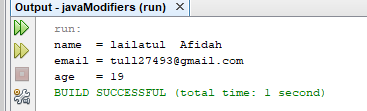 Output - javaModifiers (run)
run:
name  = lailatul  Afidah
email = tull27493@gmail.com
age   = 19
BUILD SUCCESSFUL (total time: 1 second)